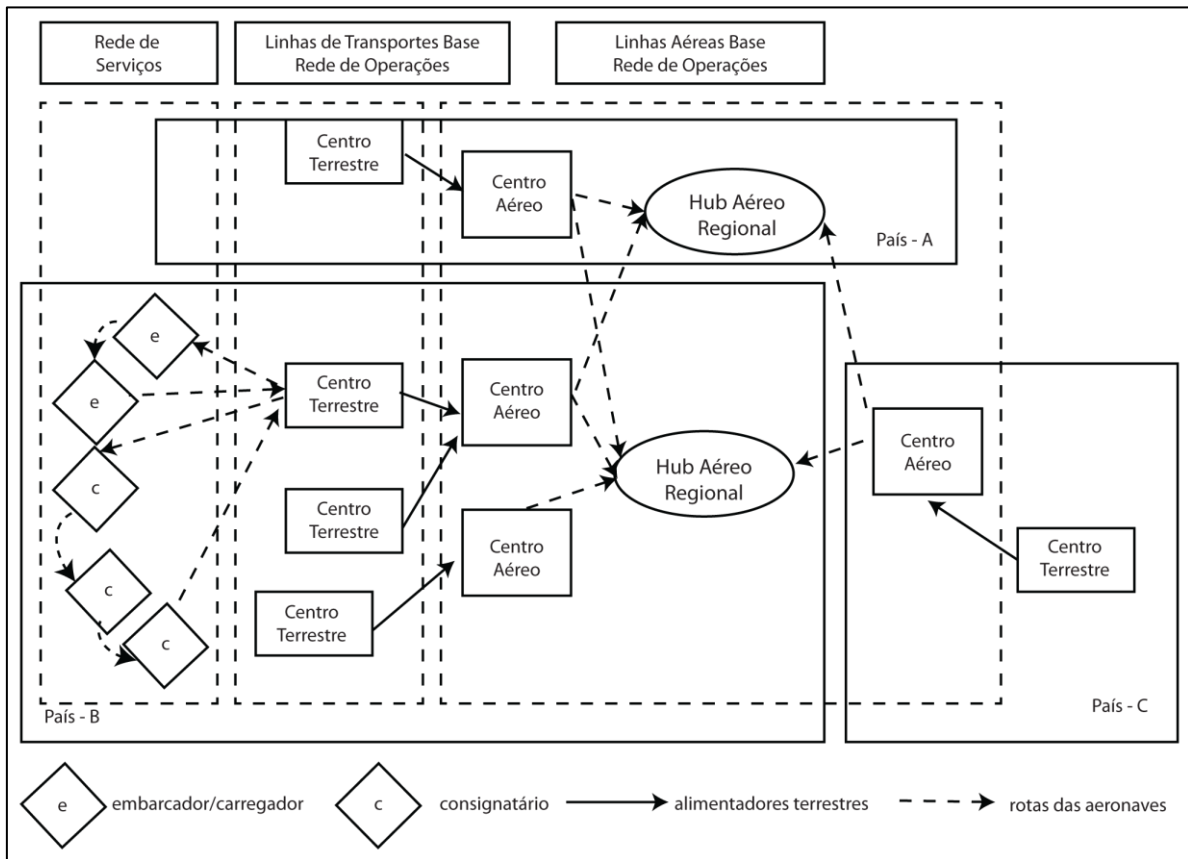 Rede de
Serviços
Linhas de Transportes Base
Rede de Operações
Linhas Aéreas Base
Rede de Operações
Centro
Terrestre
Centro
Aéreo
Hub Aéreo
Regional
País - A
e
e
c
c
c
Centro
Terrestre
Centro
Terrestre
Centro
Terrestre
Centro
Aéreo
Centro
Aéreo
Hub Aéreo
Regional
País - B
Centro
Aéreo
Centro
Terrestre
País - C
e
embarcador/carregador
c
consignatário
alimentadores terrestres
rotas das aeronaves